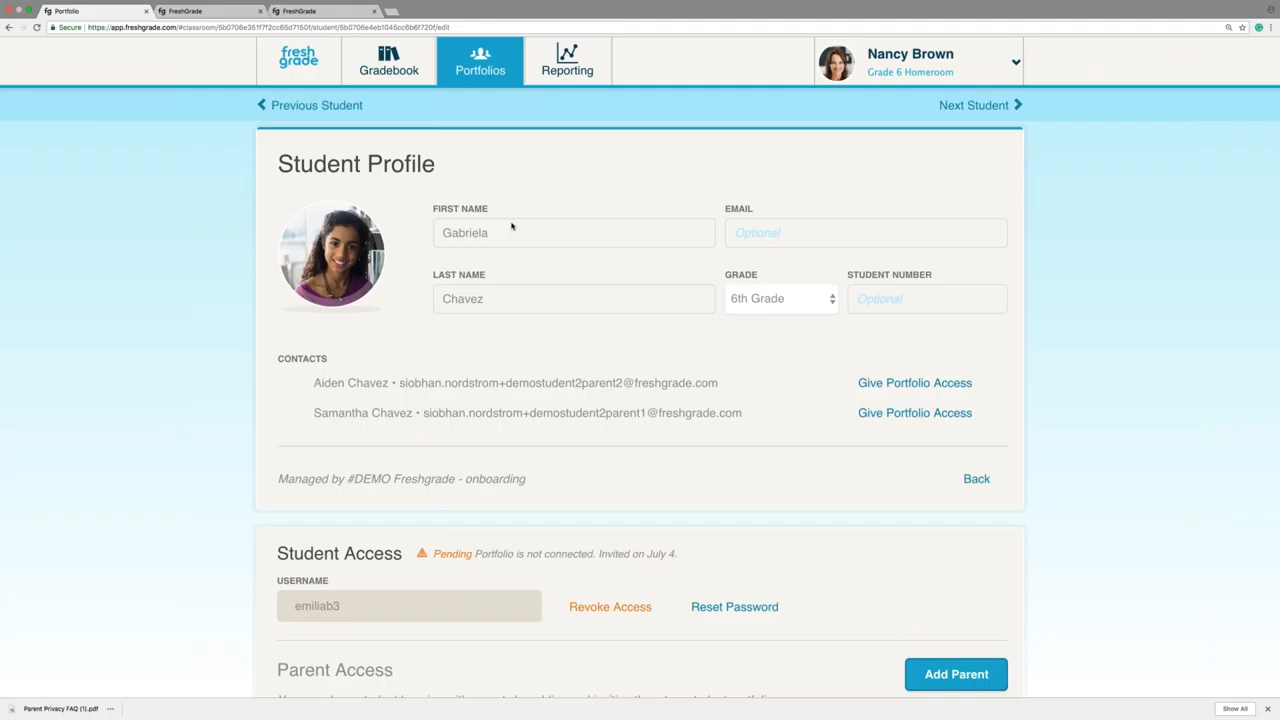 Portfolio
FreshGrade
FreshGrade
Secure https://app.freshgrade.com/#classroom/5b0706e351f7f2cc65d7150f/student/5b0706e4eb1045cc6b6f720f/edit
fresh grade
Gradebook
Portfolios
Reporting
Nancy Brown
Grade 6 Homeroom
Previous Student
Next Student
Student Profile
FIRST NAME
EMAIL
Gabriela
Optional
LAST NAME
GRADE
STUDENT NUMBER
Chavez
6th Grade
Optional
CONTACTS
Aiden Chavez • siobhan.nordstrom+demostudent2parent2@freshgrade.com
Give Portfolio Access
Samantha Chavez • siobhan.nordstrom+demostudent2parent1@freshgrade.com
Give Portfolio Access
Managed by #DEMO Freshgrade - onboarding
Back
Student Access
Pending Portfolio is not connected. Invited on July 4.
USERNAME
emiliab3
Revoke Access
Reset Password
Parent Access
Add Parent
Parent Privacy FAQ (1).pdf
Show All